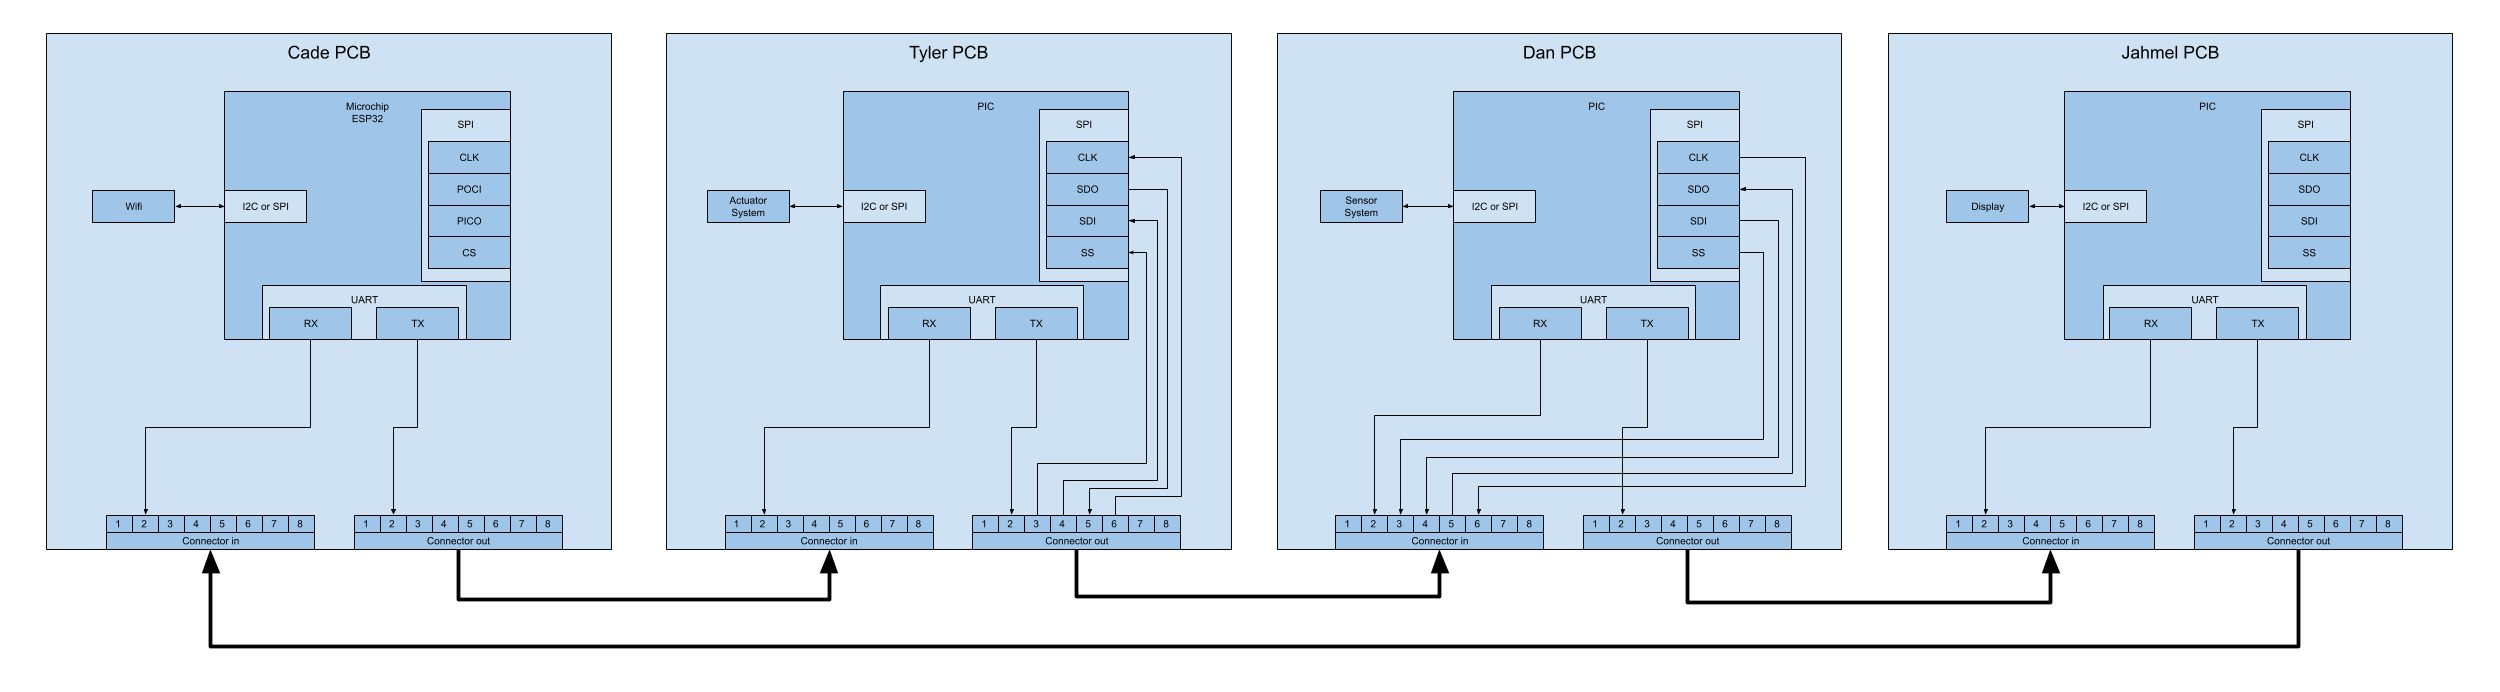 Cade PCB
Microchip
ESP32
SPI
CLK
POCI
PICO
CS
Wifi
I2C or SPI
UART
RX
TX
1 2 3 4 5 6 7 8
Connector in
1 2 3 4 5 6 7 8
Connector out
Tyler PCB
PIC
SPI
CLK
SDO
SDI
SS
Actuator
System
I2C or SPI
UART
RX
TX
1 2 3 4 5 6 7 8
Connector in
1 2 3 4 5 6 7 8
Connector out
Dan PCB
PIC
SPI
CLK
SDO
SDI
SS
Sensor
System
I2C or SPI
UART
RX
TX
1 2 3 4 5 6 7 8
Connector in
1 2 3 4 5 6 7 8
Connector out
Jahmel PCB
PIC
SPI
CLK
SDO
SDI
SS
Display
I2C or SPI
UART
RX
TX
1 2 3 4 5 6 7 8
Connector in
1 2 3 4 5 6 7 8
Connector out